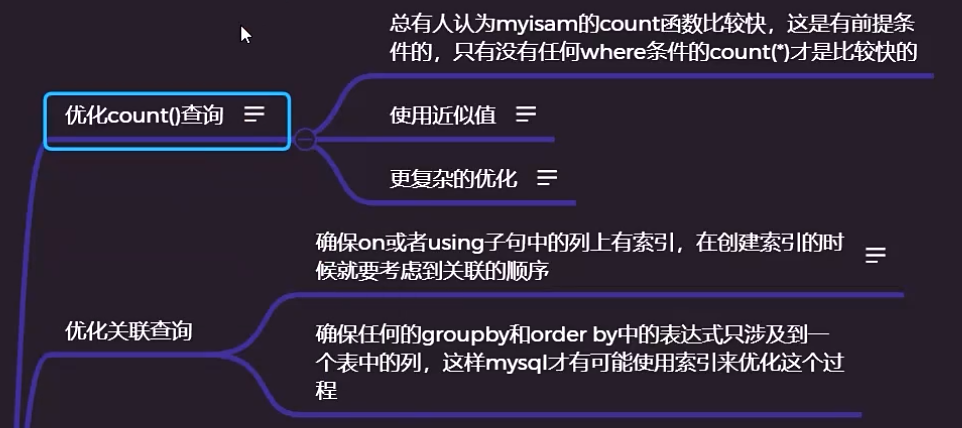 总有人认为myisam的count函数比较快，这是有前提条
件的，只有没有任何where条件的count(*)才是比较快的
优化count()查询
使用近似值
更复杂的优化
确保on或者using子句中的列上有索引，在创建索引的时
候就要考虑到关联的顺序
优化关联查询
确保任何的groupby和order by中的表达式只涉及到一
个表中的列，这样mysql才有可能使用索引来优化这个过
程